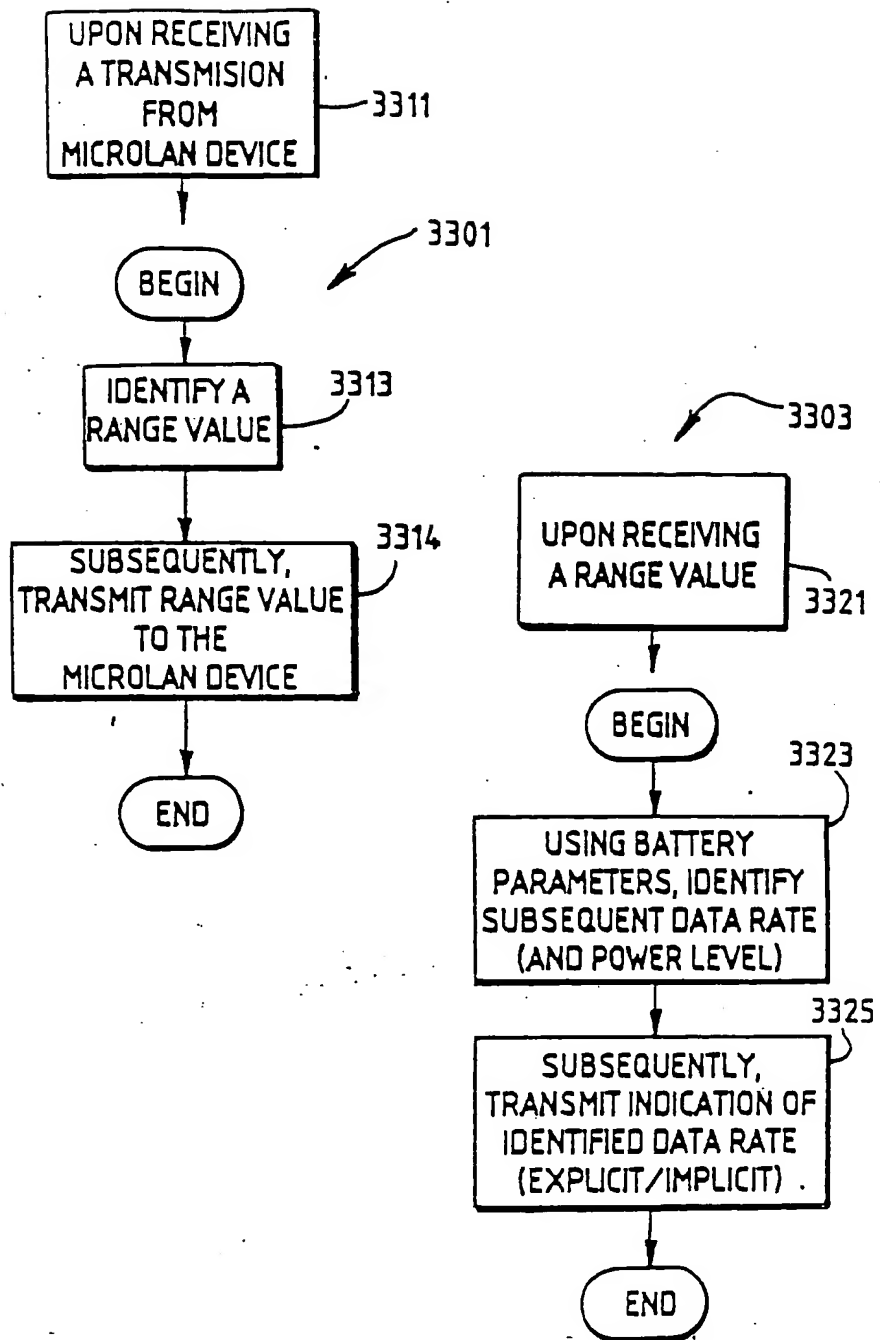 UPON RECEIVING
A TRANSMISION
FROM
MICROLAN DEVICE
3311
BEGIN
3301
IDENTIFY A
RANGE VALUE
3313
SUBSEQUENTLY,
TRANSMIT RANGE VALUE
TO THE
MICROLAN DEVICE
3314
END
3303
UPON RECEIVING
A RANGE VALUE
3321
BEGIN
3323
USING BATTERY
PARAMETERS, IDENTIFY
SUBSEQUENT DATA RATE
(AND POWER LEVEL)
3325
SUBSEQUENTLY,
TRANSMIT INDICATION OF
IDENTIFIED DATA RATE
(EXPLICIT/IMPLICIT)
END